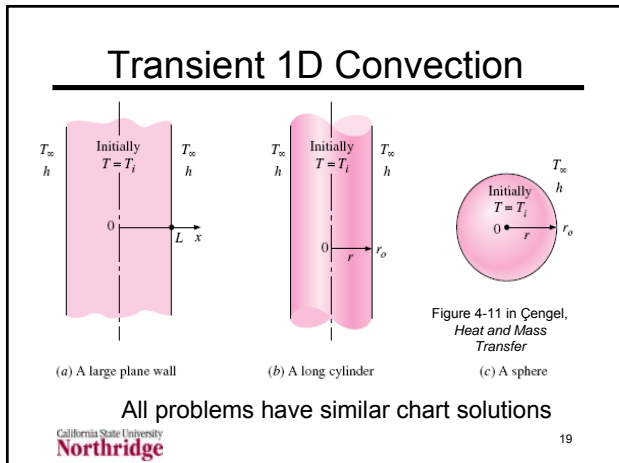 Transient 1D Convection
T∞
h
Initially
T = Ti
T∞
h
0
L
x
(a) A large plane wall
T∞
h
Initially
T = Ti
T∞
h
0
r
ro
(b) A long cylinder
T∞
h
Initially
T = Ti
0
r
ro
Figure 4-11 in Çengel,
Heat and Mass
Transfer
(c) A sphere
All problems have similar chart solutions
California State University
Northridge
19